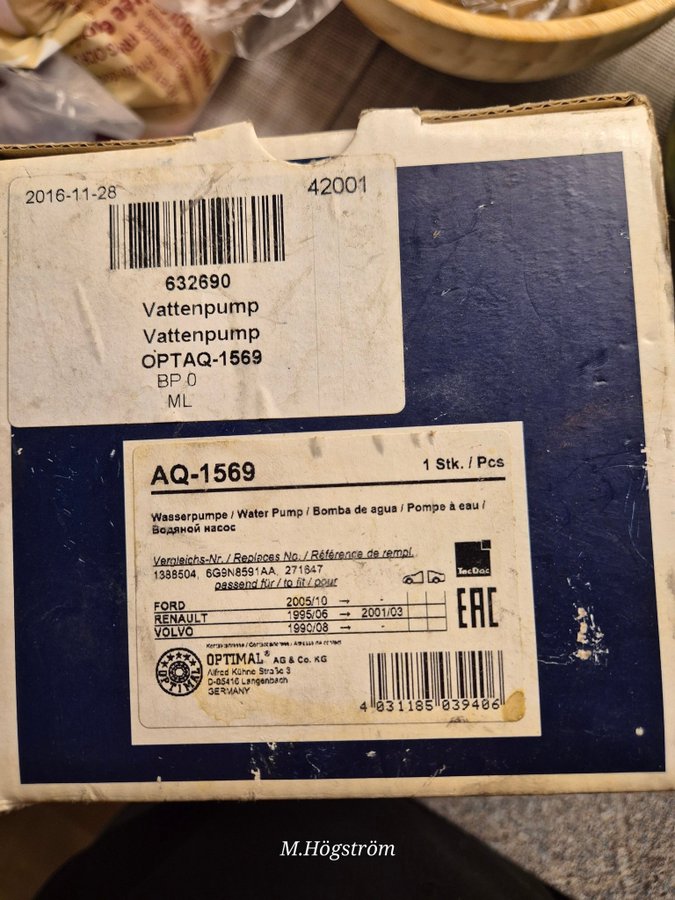 2016-11-28 42001
632690
Vattenpump
Vattenpump
OPTAQ-1569
BP 0
ML
AQ-1569 1 Stk. / Pcs
Wasserpumpe / Water Pump / Bomba de agua / Pompe à eau /
Водяной насос
Vergleichs-Nr. / Replaces No. / Référence de rempl.
1388504, 6G9N8591AA, 271647
passend für / to fit / pour
TecDoc
EAC
FORD 2005/10 → -
RENAULT 1995/06 → 2001/03
VOLVO 1990/08 → -
OPTIMAL® AG & Co. KG
Alfred Kühne Straße 3
D-85416 Langenbach
GERMANY
OPTIMAL
4 031185 039406
M.Högström